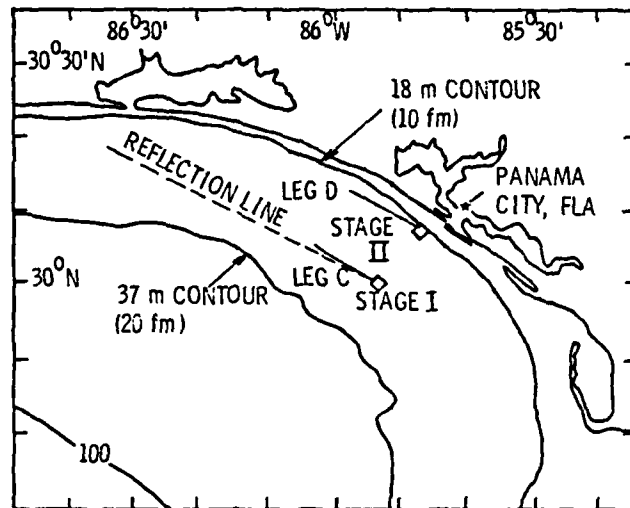 86°30' 86°W 85°30'
30°30'N
18 m CONTOUR
(10 fm)
REFLECTION LINE
LEG D
PANAMA
CITY, FLA
STAGE
II
30°N
LEG C
STAGE I
37 m CONTOUR
(20 fm)
100